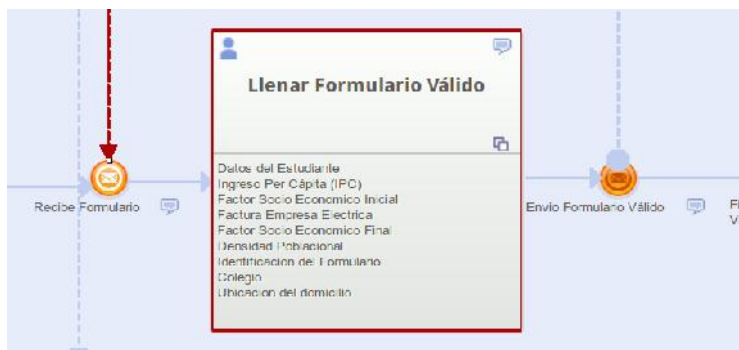 Llenar Formulario Válido
Datos del Estudiante
Ingreso Per Cápita (IPC)
Factor Socio Economico Inicial
Factura Empresa Electrica
Factor Socio Economico Final
Densidad Poblacional
Identificacion del Formulario
Colegio
Ubicacion del domicilio
Recibe Formulario
Envio Formulario Válido